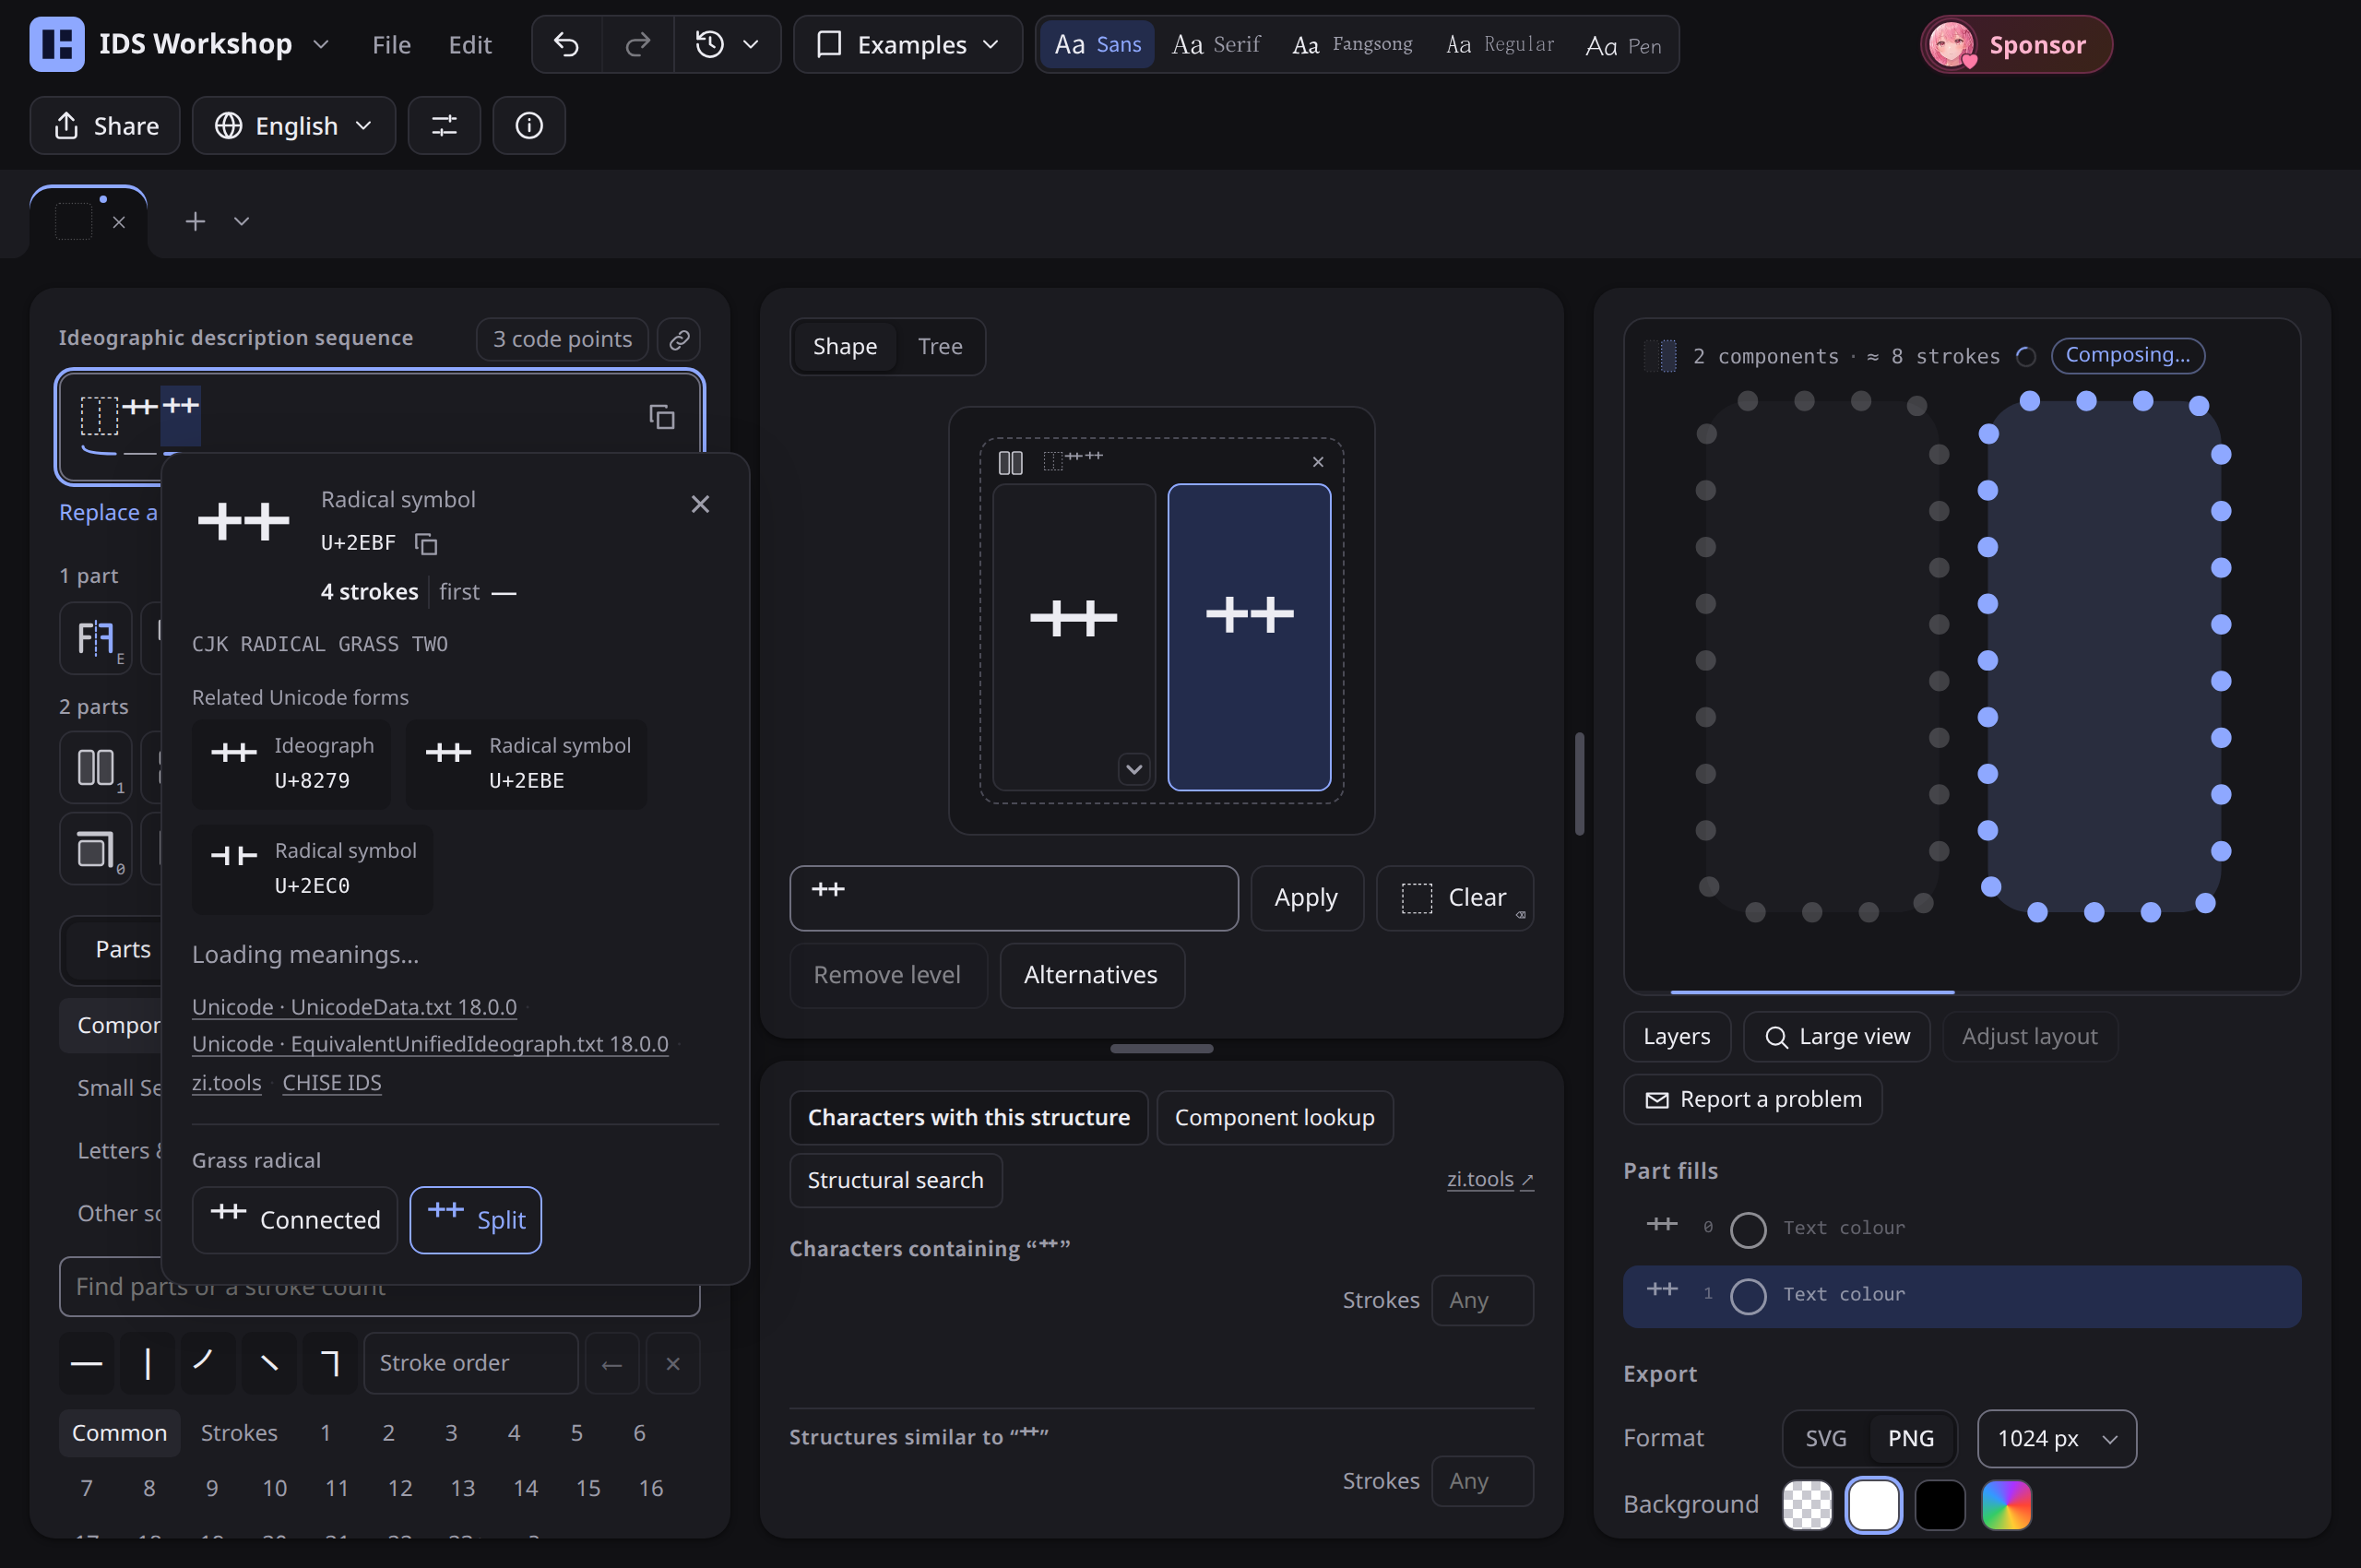 IDS Workshop File Edit Examples Aa Sans Aa Serif Aa Fangsong Aa Regular Aa Pen Sponsor
Share English
Ideographic description sequence 3 code points
⿰⺾⺿
Replace a
1 part
E
2 parts
1
0
Parts
Compon
Small Se
Letters &
Other sc
Find parts or a stroke count
Stroke order
Common Strokes 1 2 3 4 5 6
7 8 9 10 11 12 13 14 15 16
⺿ Radical symbol
U+2EBF
4 strokes first —
CJK RADICAL GRASS TWO
Related Unicode forms
艹 Ideograph
U+8279
⺾ Radical symbol
U+2EBE
⻀ Radical symbol
U+2EC0
Loading meanings…
Unicode · UnicodeData.txt 18.0.0 ·
Unicode · EquivalentUnifiedIdeograph.txt 18.0.0 ·
zi.tools · CHISE IDS
Grass radical
⺾ Connected ⺿ Split
Shape Tree
⿰⺾⺿
⺾ ⺿
⺿ Apply Clear
Remove level Alternatives
Characters with this structure Component lookup
Structural search zi.tools ↗
Characters containing “⺿”
Strokes Any
Structures similar to “⺿”
Strokes Any
2 components · ≈ 8 strokes Composing…
Layers Large view Adjust layout
Report a problem
Part fills
⺾ 0 Text colour
⺿ 1 Text colour
Export
Format SVG PNG 1024 px
Background